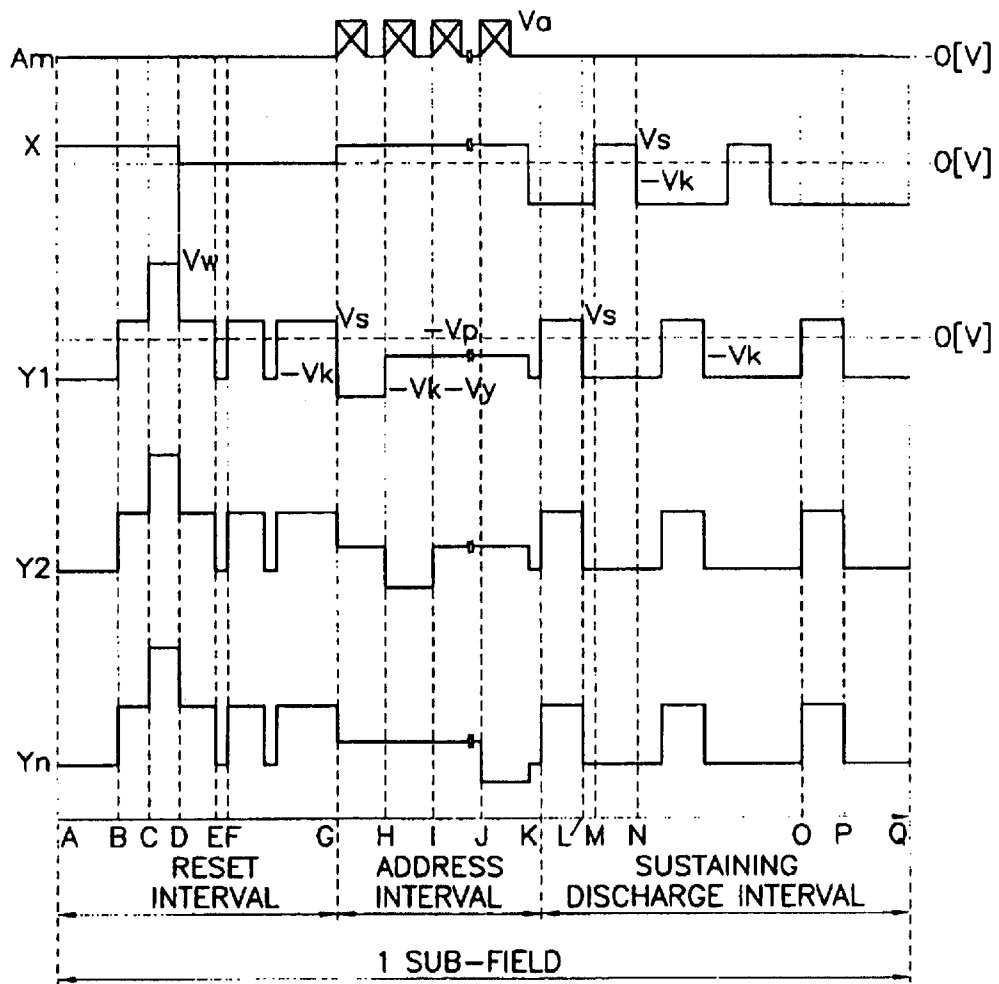 Va
Am
0[V]
X
Vs
-Vk
0[V]
Vw
Vs
-Vp
Vs
0[V]
Y1
-Vk
-Vk-Vy
-Vk
Y2
Yn
A B C D E F G H I J K L M N O P Q
RESET INTERVAL
ADDRESS INTERVAL
SUSTAINING DISCHARGE INTERVAL
1 SUB-FIELD